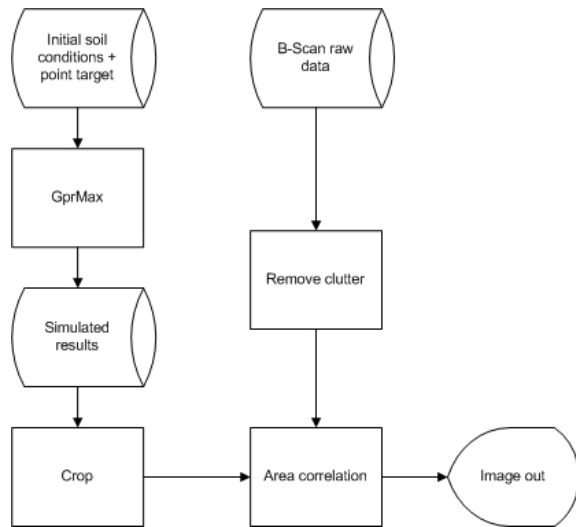 Initial soil
conditions +
point target
B-Scan raw
data
GprMax
Remove clutter
Simulated
results
Crop
Area correlation
Image out